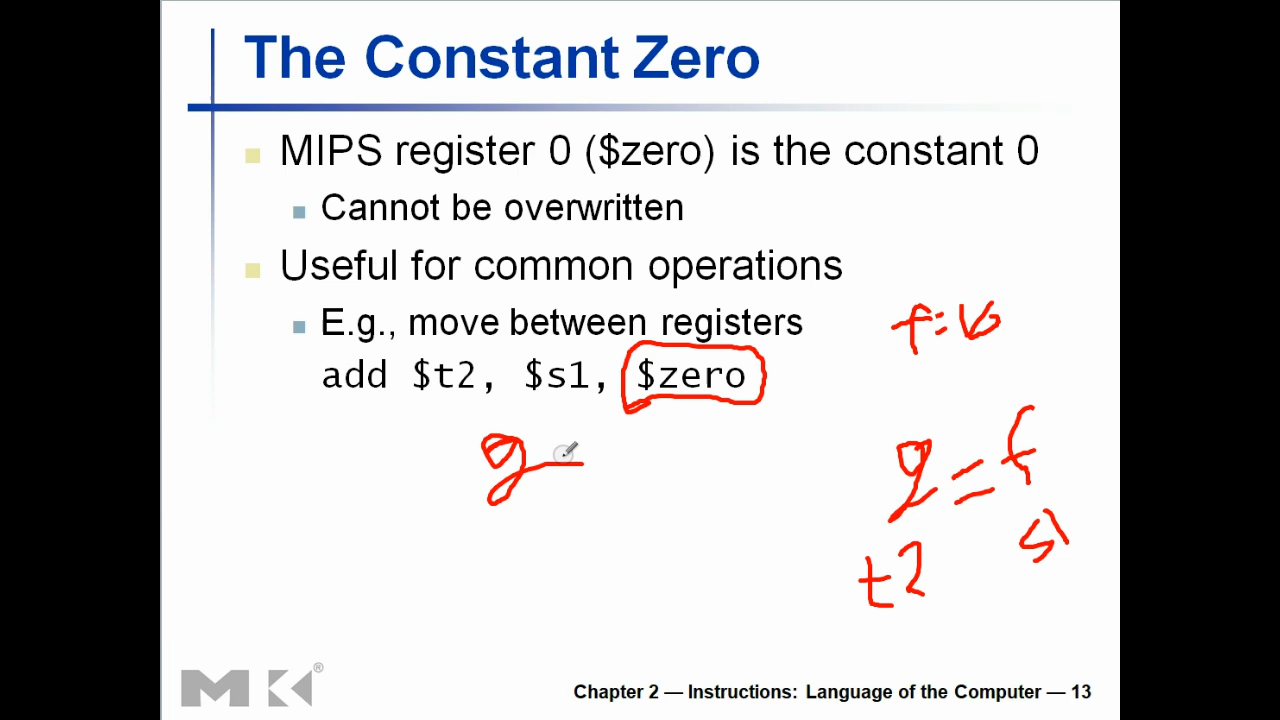 The Constant Zero
MIPS register 0 ($zero) is the constant 0
Cannot be overwritten
Useful for common operations
E.g., move between registers
add $t2, $s1, $zero
g = f
t2 s1
MK®
Chapter 2 — Instructions: Language of the Computer — 13